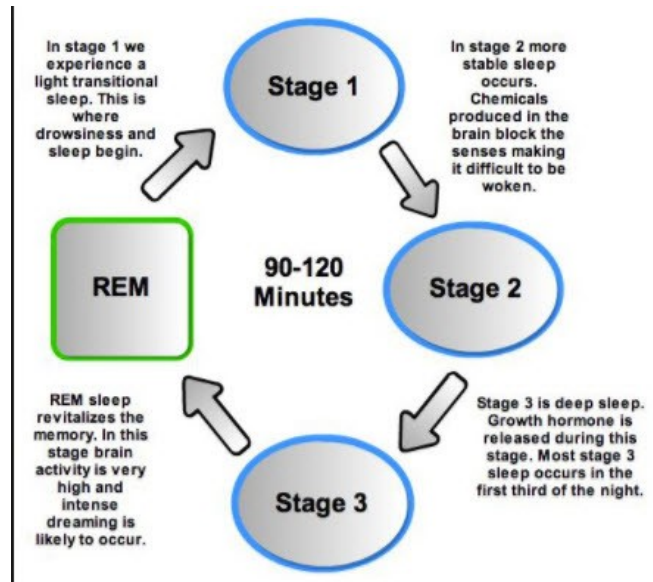 In stage 1 we
experience a
light transitional
sleep. This is
where
drowsiness and
sleep begin.
Stage 1
In stage 2 more
stable sleep
occurs.
Chemicals
produced in the
brain block the
senses making
it difficult to be
woken.
REM
90-120
Minutes
Stage 2
REM sleep
revitalizes the
memory. In this
stage brain
activity is very
high and
intense
dreaming is
likely to occur.
Stage 3
Stage 3 is deep sleep.
Growth hormone is
released during this
stage. Most stage 3
sleep occurs in the
first third of the night.